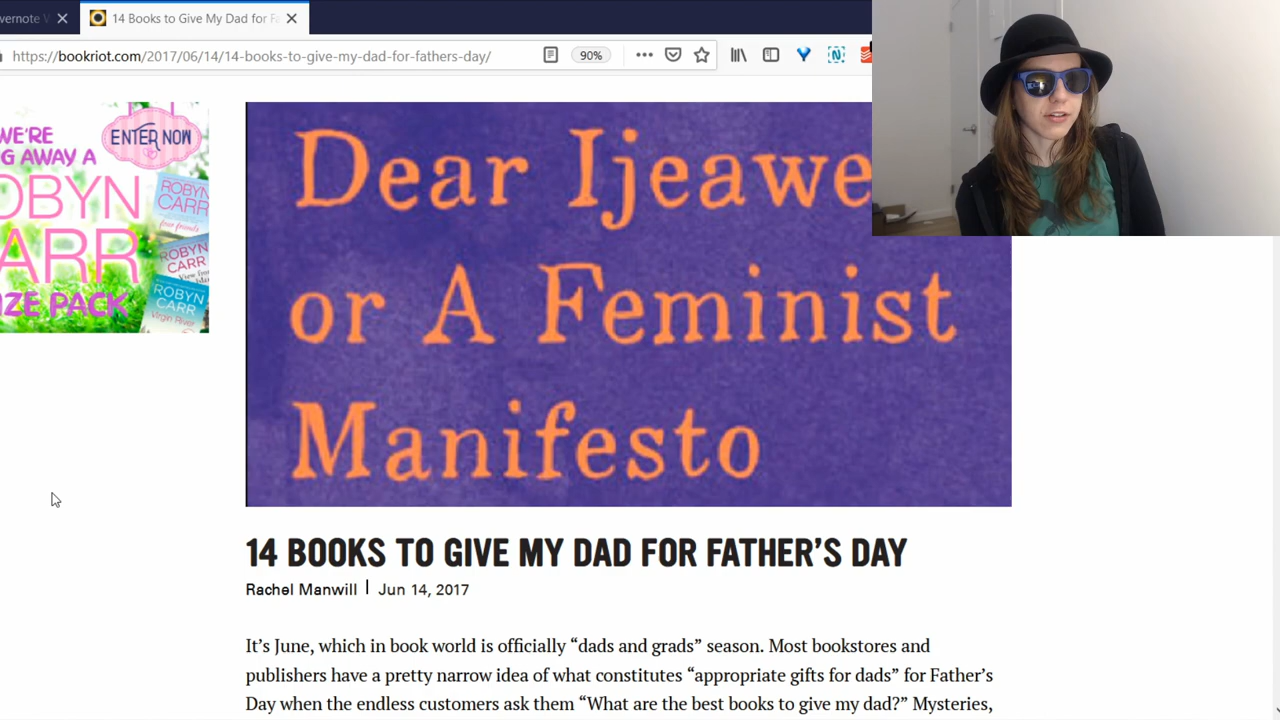 vernote V
14 Books to Give My Dad for Fa
https://bookriot.com/2017/06/14/14-books-to-give-my-dad-for-fathers-day/
90%
WE'RE
G AWAY A
OBYN
ARR
ZE PACK
ENTER NOW
ROBYN
CARR
four friends
ROBYN
CARR
ROBYN
CARR
Virgin River
Dear Ijeawe
or A Feminist
Manifesto
14 BOOKS TO GIVE MY DAD FOR FATHER'S DAY
Rachel Manwill | Jun 14, 2017
It's June, which in book world is officially “dads and grads” season. Most bookstores and
publishers have a pretty narrow idea of what constitutes “appropriate gifts for dads” for Father's
Day when the endless customers ask them “What are the best books to give my dad?” Mysteries,